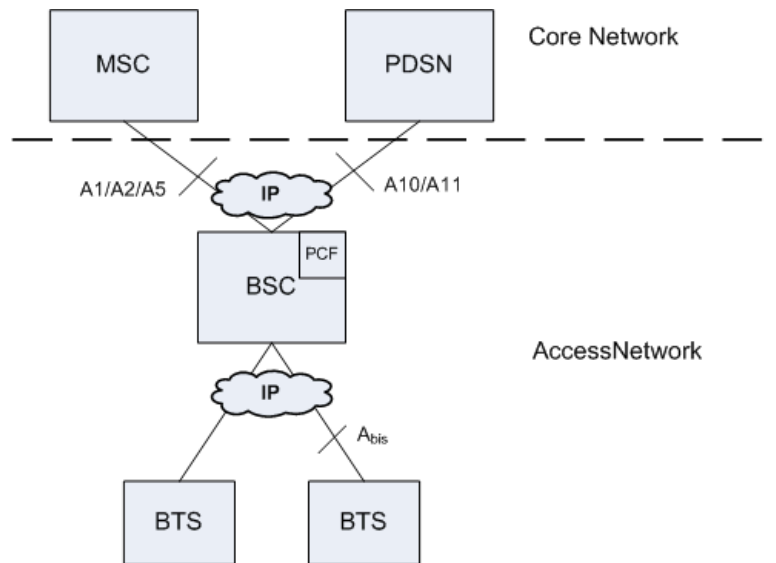 MSC
PDSN
Core Network
A1/A2/A5
IP
A10/A11
PCF
BSC
AccessNetwork
IP
Abis
BTS
BTS